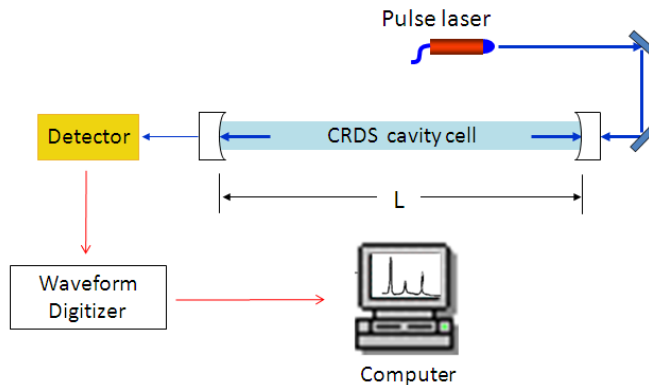 Pulse laser
Detector
CRDS cavity cell
L
Waveform
Digitizer
Computer